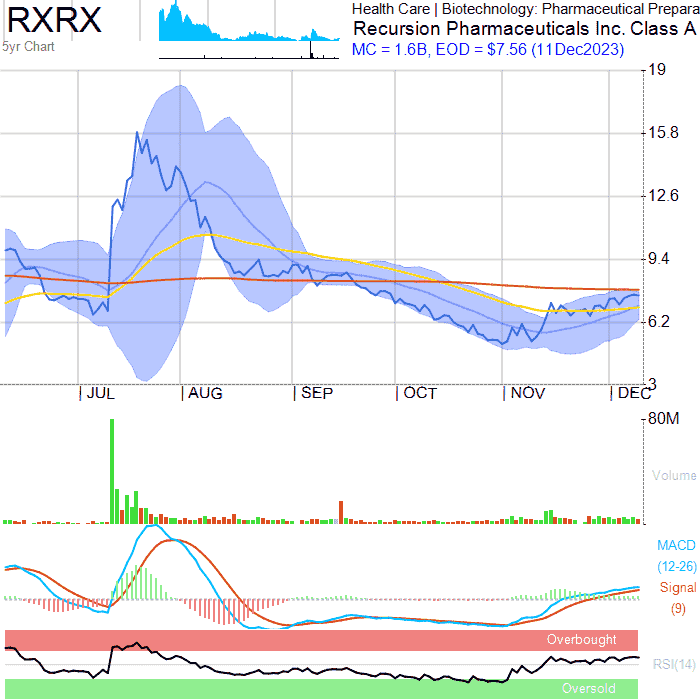 RXRX
5yr Chart
Health Care | Biotechnology: Pharmaceutical Prepara
Recursion Pharmaceuticals Inc. Class A
MC = 1.6B, EOD = $7.56 (11Dec2023)
19
15.8
12.6
9.4
6.2
3
| JUL | AUG | SEP | OCT | NOV | DEC
80M
Volume
MACD
(12-26)
Signal
(9)
Overbought
RSI(14)
Oversold